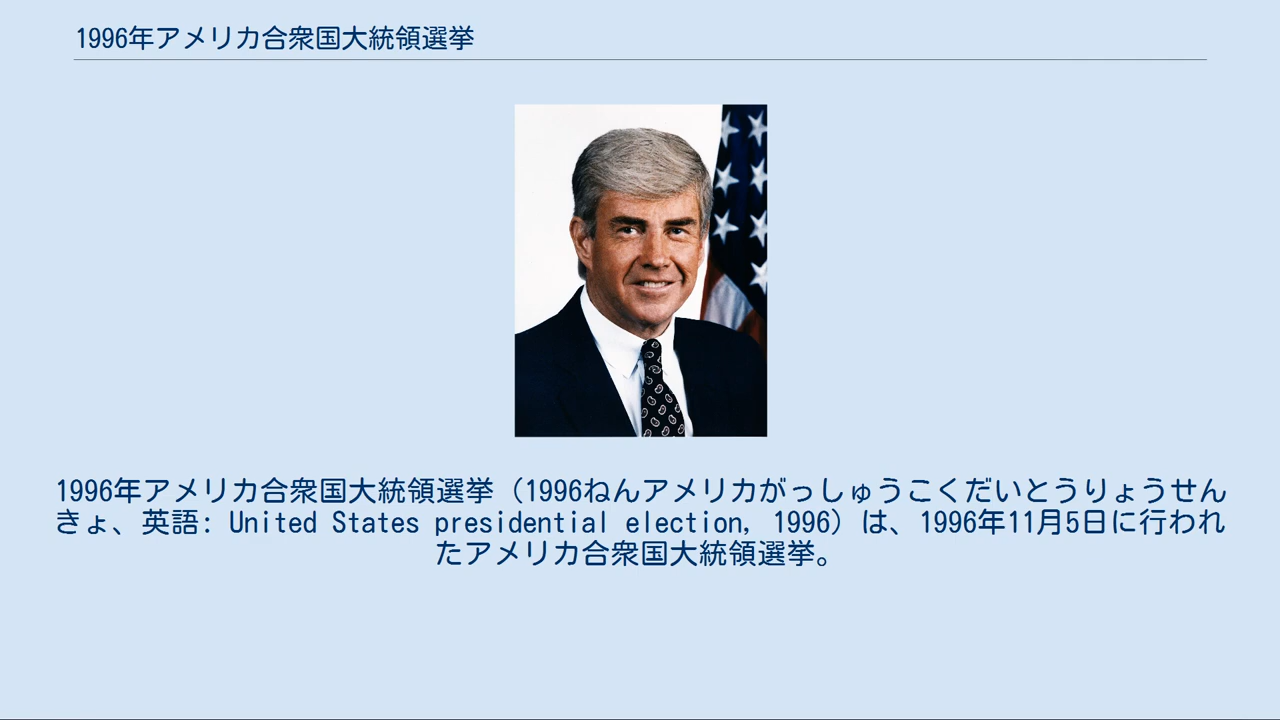 1996年アメリカ合衆国大統領選挙
1996年アメリカ合衆国大統領選挙（1996ねんアメリカがっしゅうこくだいとうりょうせん
きょ、英語: United States presidential election, 1996）は、1996年11月5日に行われ
たアメリカ合衆国大統領選挙。